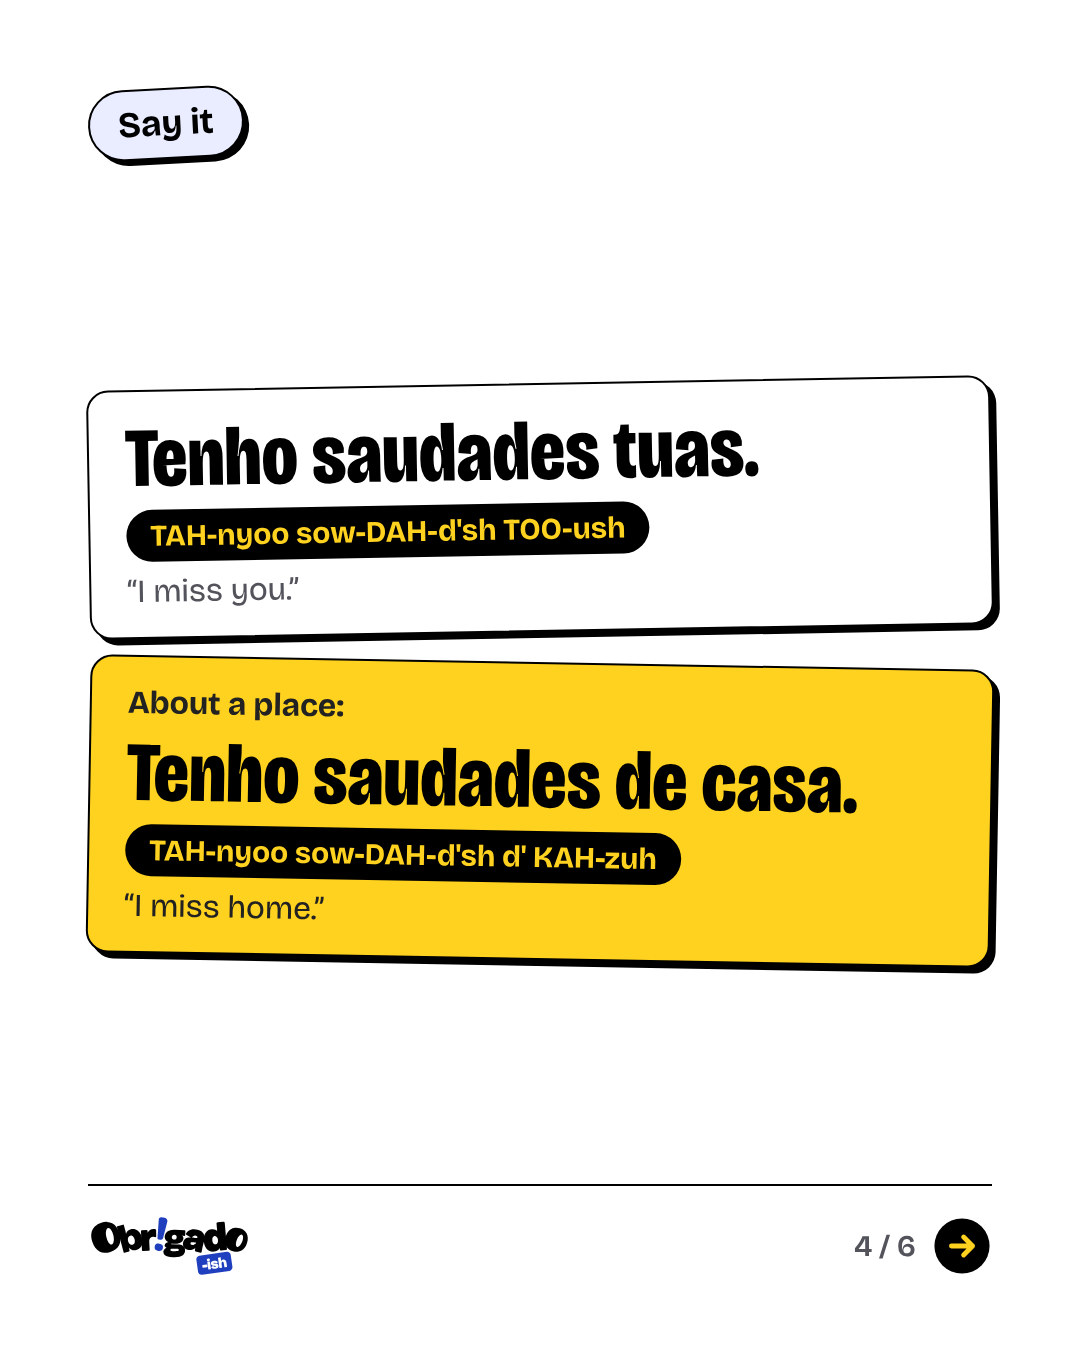 Say it
Tenho saudades tuas.
TAH-nyoo sow-DAH-d'sh TOO-ush
“I miss you.”
About a place:
Tenho saudades de casa.
TAH-nyoo sow-DAH-d'sh d' KAH-zuh
“I miss home.”
Obr!gado
-ish
4 / 6